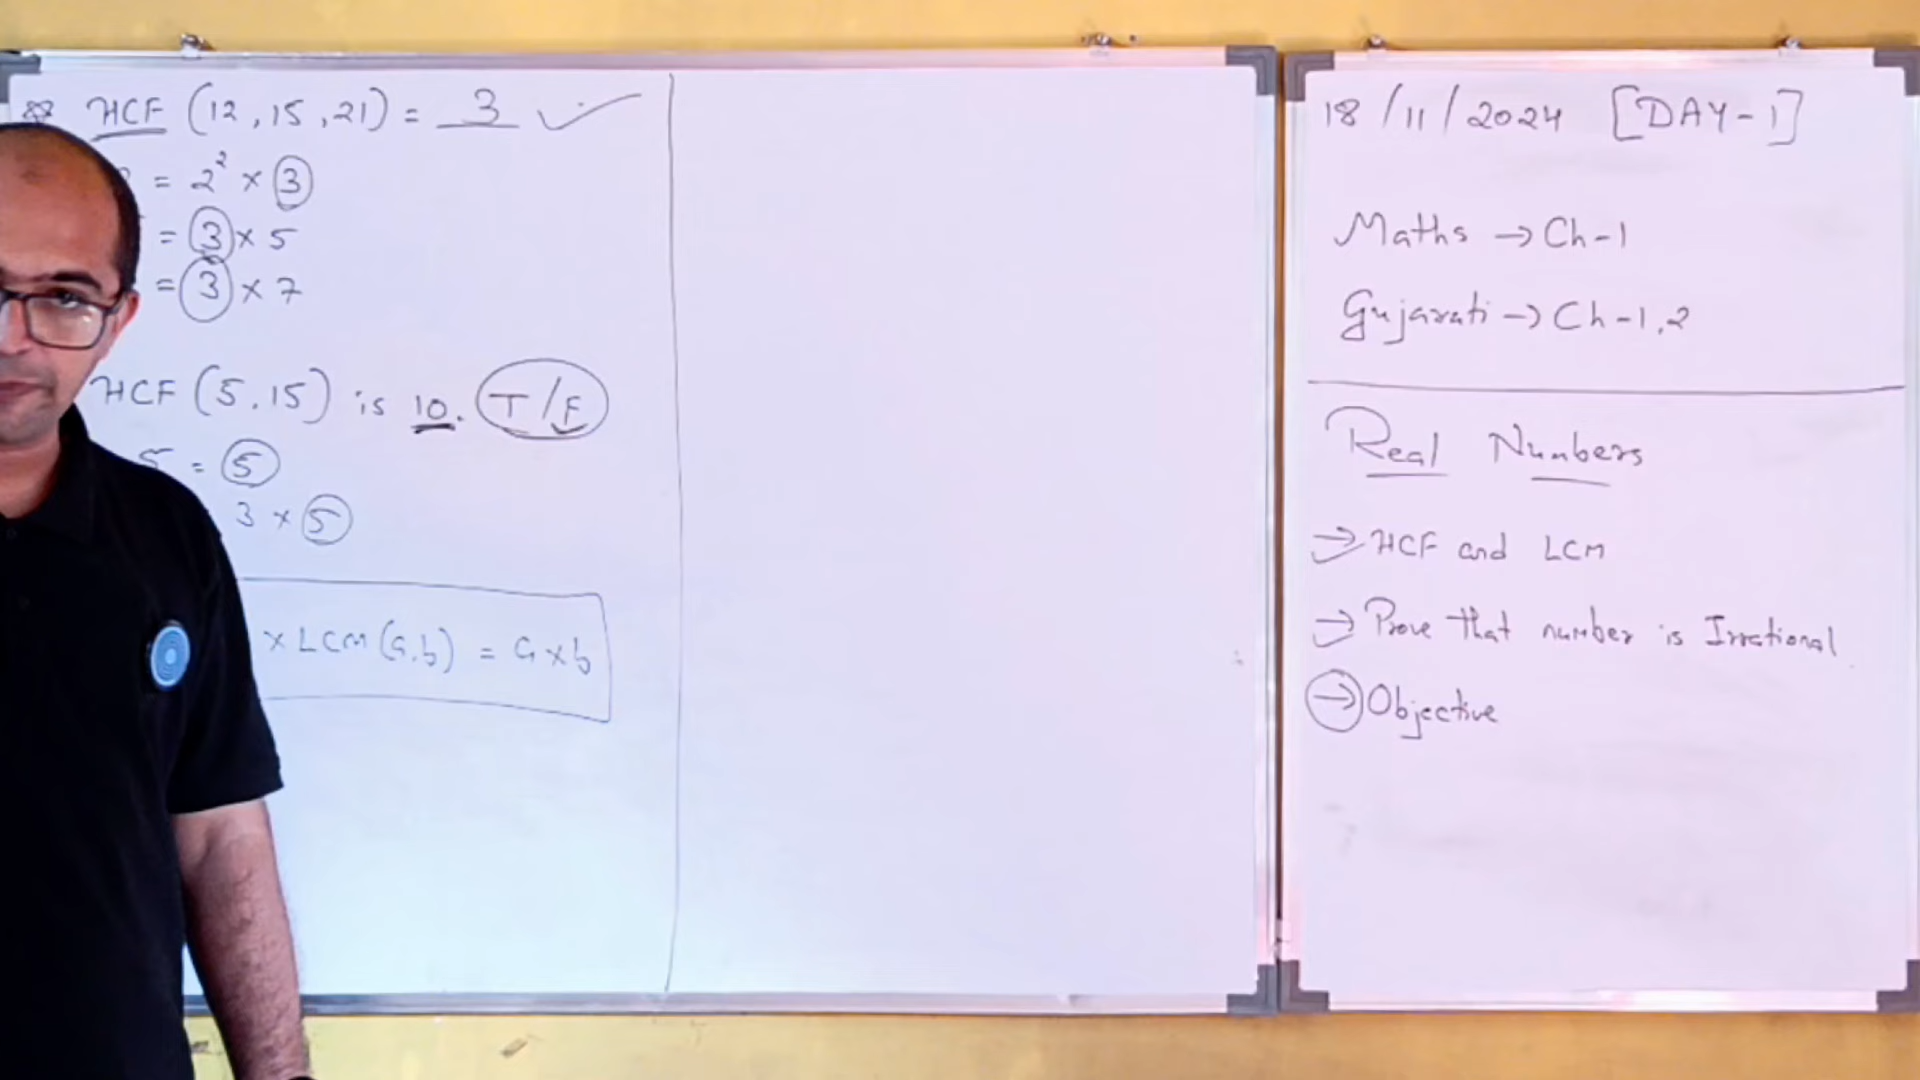 HCF (12, 15, 21) = 3
= 2² × 3
= 3 × 5
= 3 × 7
HCF (5, 15) is 10. T/F
5 = 5
3 × 5
× LCM (a, b) = a × b
18/11/2024 [DAY-1]
Maths → Ch-1
Gujarati → Ch-1, 2
Real Numbers
→ HCF and LCM
→ Prove that number is Irrational.
→ Objective